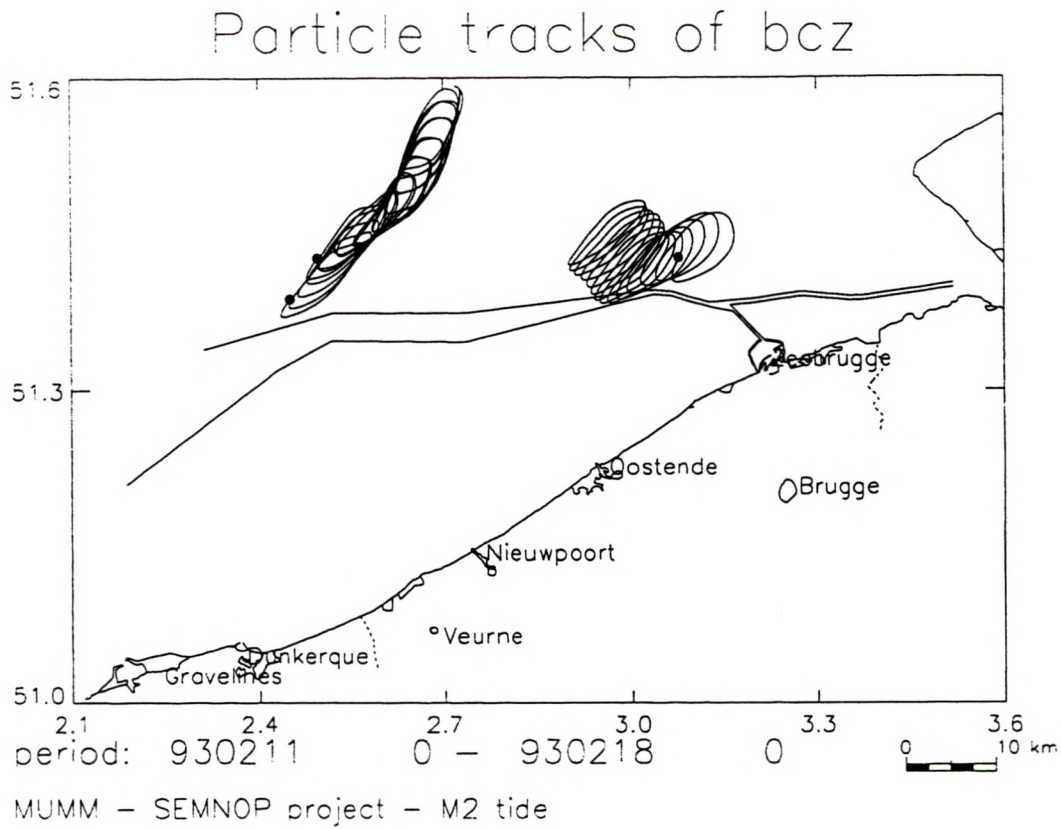 Particle tracks of bcz
51.6
51.3
Oostende
Brugge
Nieuwpoort
Veurne
Gravelines
51.0
2.1 2.4 2.7 3.0 3.3 3.6
period: 930211 0 - 930218 0
0 10 km
MUMM - SEMNOP project - M2 tide